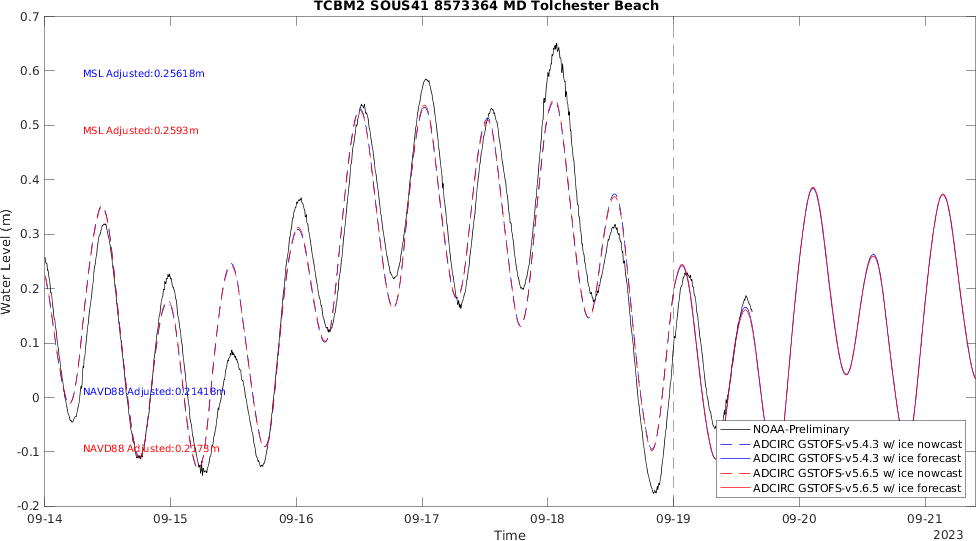 TCBM2 SOUS41 8573364 MD Tolchester Beach
0.7
0.6
0.5
0.4
0.3
0.2
0.1
0
-0.1
-0.2
Water Level (m)
MSL Adjusted:0.25618m
MSL Adjusted:0.2593m
NAVD88 Adjusted:0.21418m
NAVD88 Adjusted:0.2173m
NOAA-Preliminary
ADCIRC GSTOFS-v5.4.3 w/ ice nowcast
ADCIRC GSTOFS-v5.4.3 w/ ice forecast
ADCIRC GSTOFS-v5.6.5 w/ ice nowcast
ADCIRC GSTOFS-v5.6.5 w/ ice forecast
09-14 09-15 09-16 09-17 09-18 09-19 09-20 09-21
Time
2023